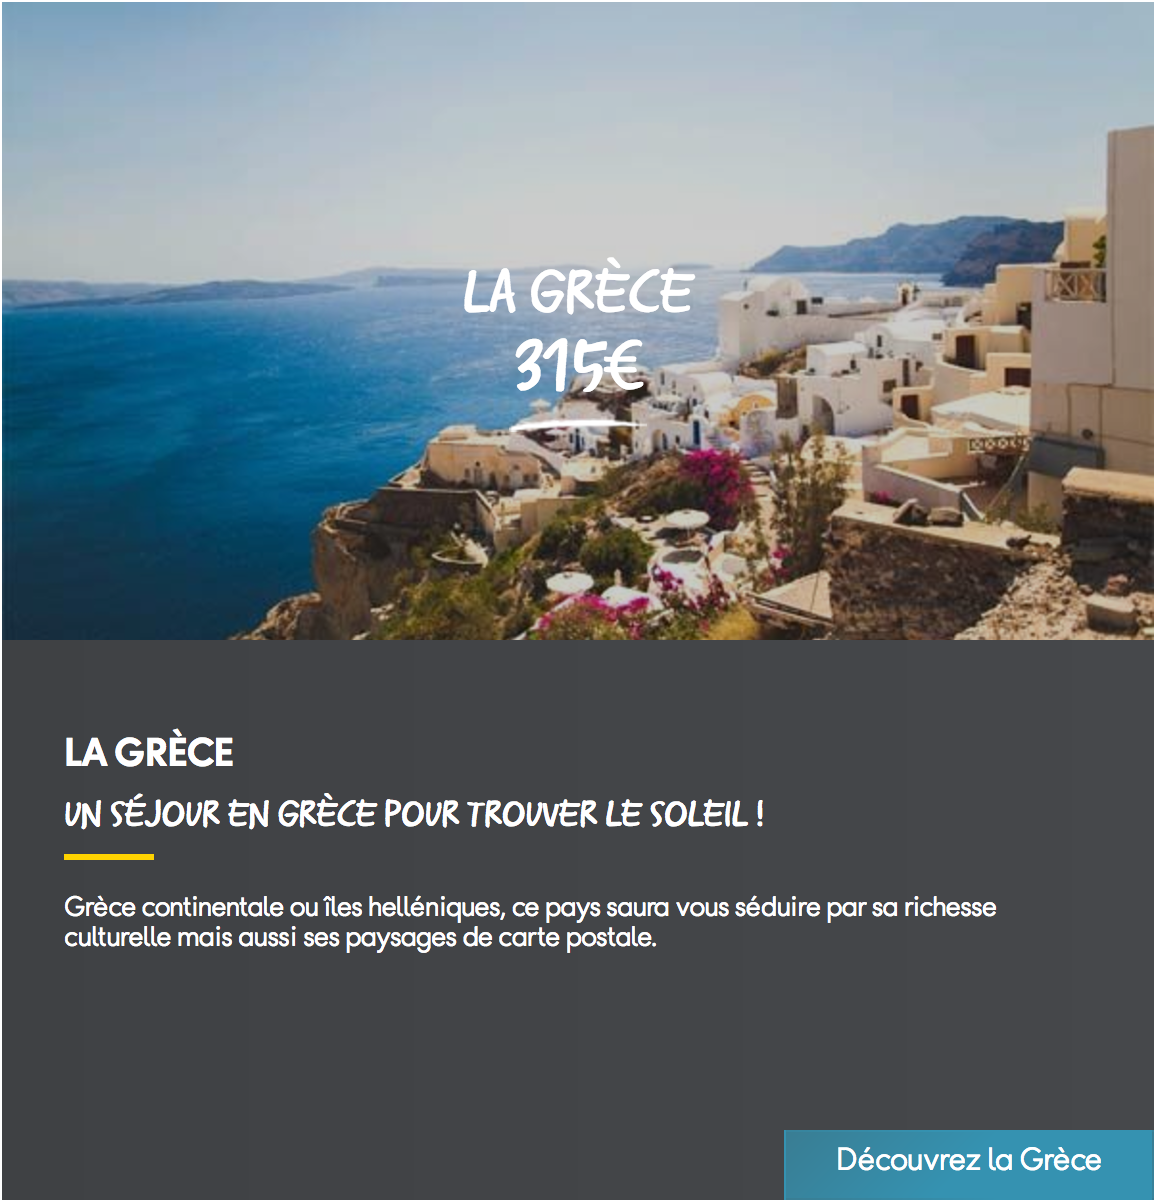 LA GRÈCE
315€
LA GRÈCE
UN SÉJOUR EN GRÈCE POUR TROUVER LE SOLEIL !
Grèce continentale ou îles helléniques, ce pays saura vous séduire par sa richesse
culturelle mais aussi ses paysages de carte postale.
Découvrez la Grèce